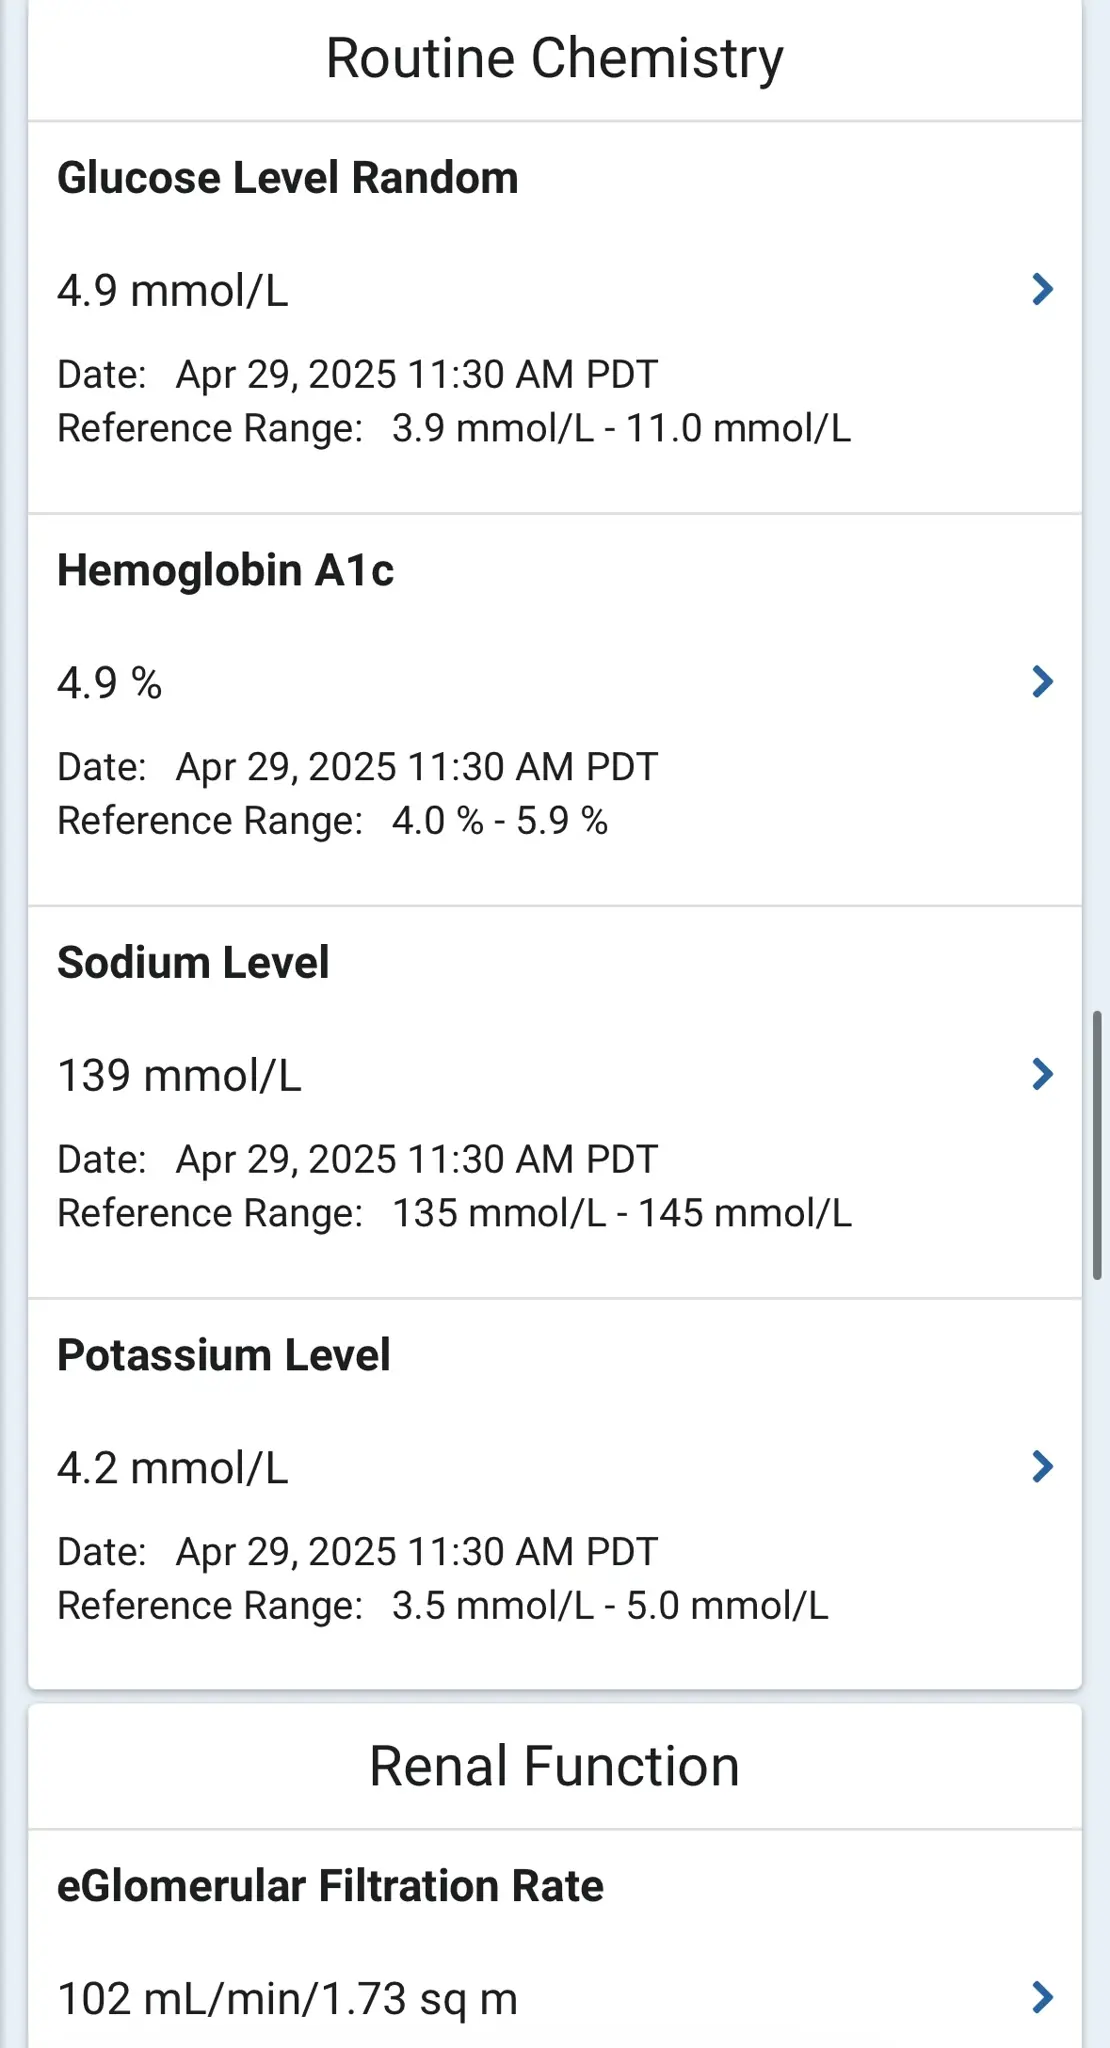 Routine Chemistry
Glucose Level Random
4.9 mmol/L
Date: Apr 29, 2025 11:30 AM PDT
Reference Range: 3.9 mmol/L - 11.0 mmol/L
Hemoglobin A1c
4.9 %
Date: Apr 29, 2025 11:30 AM PDT
Reference Range: 4.0 % - 5.9 %
Sodium Level
139 mmol/L
Date: Apr 29, 2025 11:30 AM PDT
Reference Range: 135 mmol/L - 145 mmol/L
Potassium Level
4.2 mmol/L
Date: Apr 29, 2025 11:30 AM PDT
Reference Range: 3.5 mmol/L - 5.0 mmol/L
Renal Function
eGlomerular Filtration Rate
102 mL/min/1.73 sq m